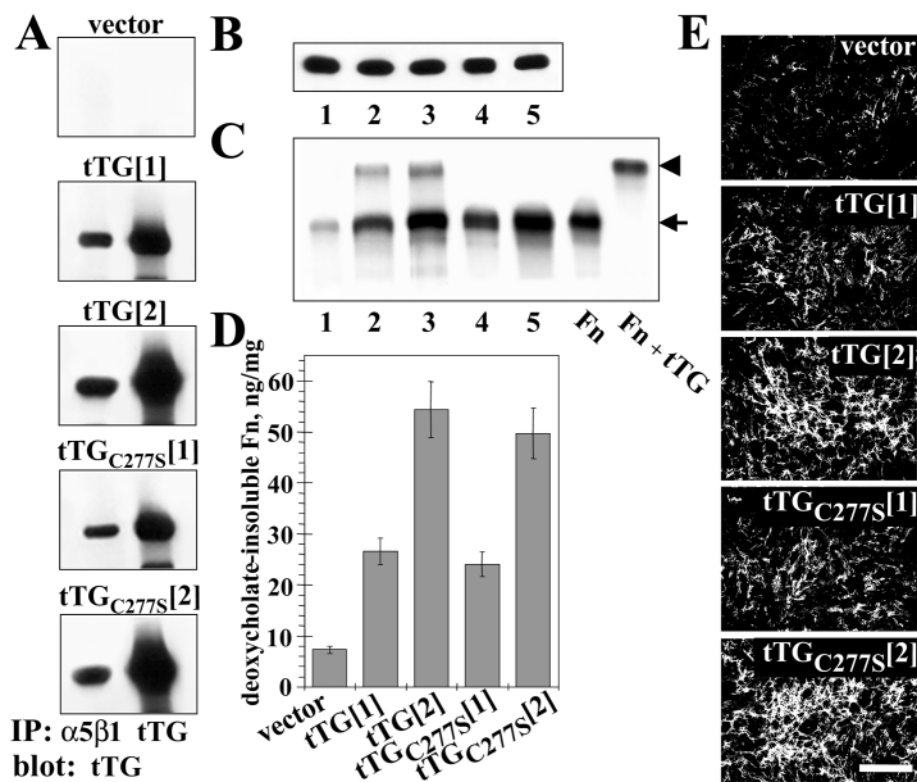 A
vector
tTG[1]
tTG[2]
tTGC277S[1]
tTGC277S[2]
IP: α5β1 tTG
blot: tTG
B
1 2 3 4 5
C
1 2 3 4 5 Fn Fn + tTG
D
deoxycholate-insoluble Fn, ng/mg
60
50
40
30
20
10
0
vector tTG[1] tTG[2] tTGC277S[1] tTGC277S[2]
E
vector
tTG[1]
tTG[2]
tTGC277S[1]
tTGC277S[2]